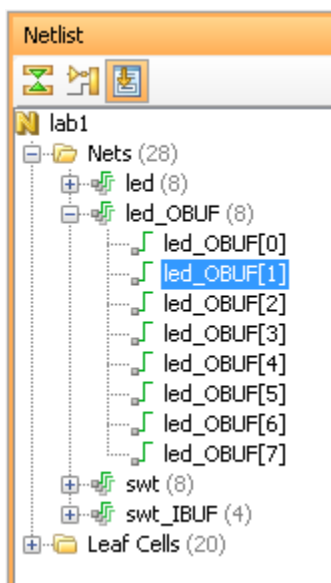 Netlist
N lab1
Nets (28)
led (8)
led_OBUF (8)
led_OBUF[0]
led_OBUF[1]
led_OBUF[2]
led_OBUF[3]
led_OBUF[4]
led_OBUF[5]
led_OBUF[6]
led_OBUF[7]
swt (8)
swt_IBUF (4)
Leaf Cells (20)